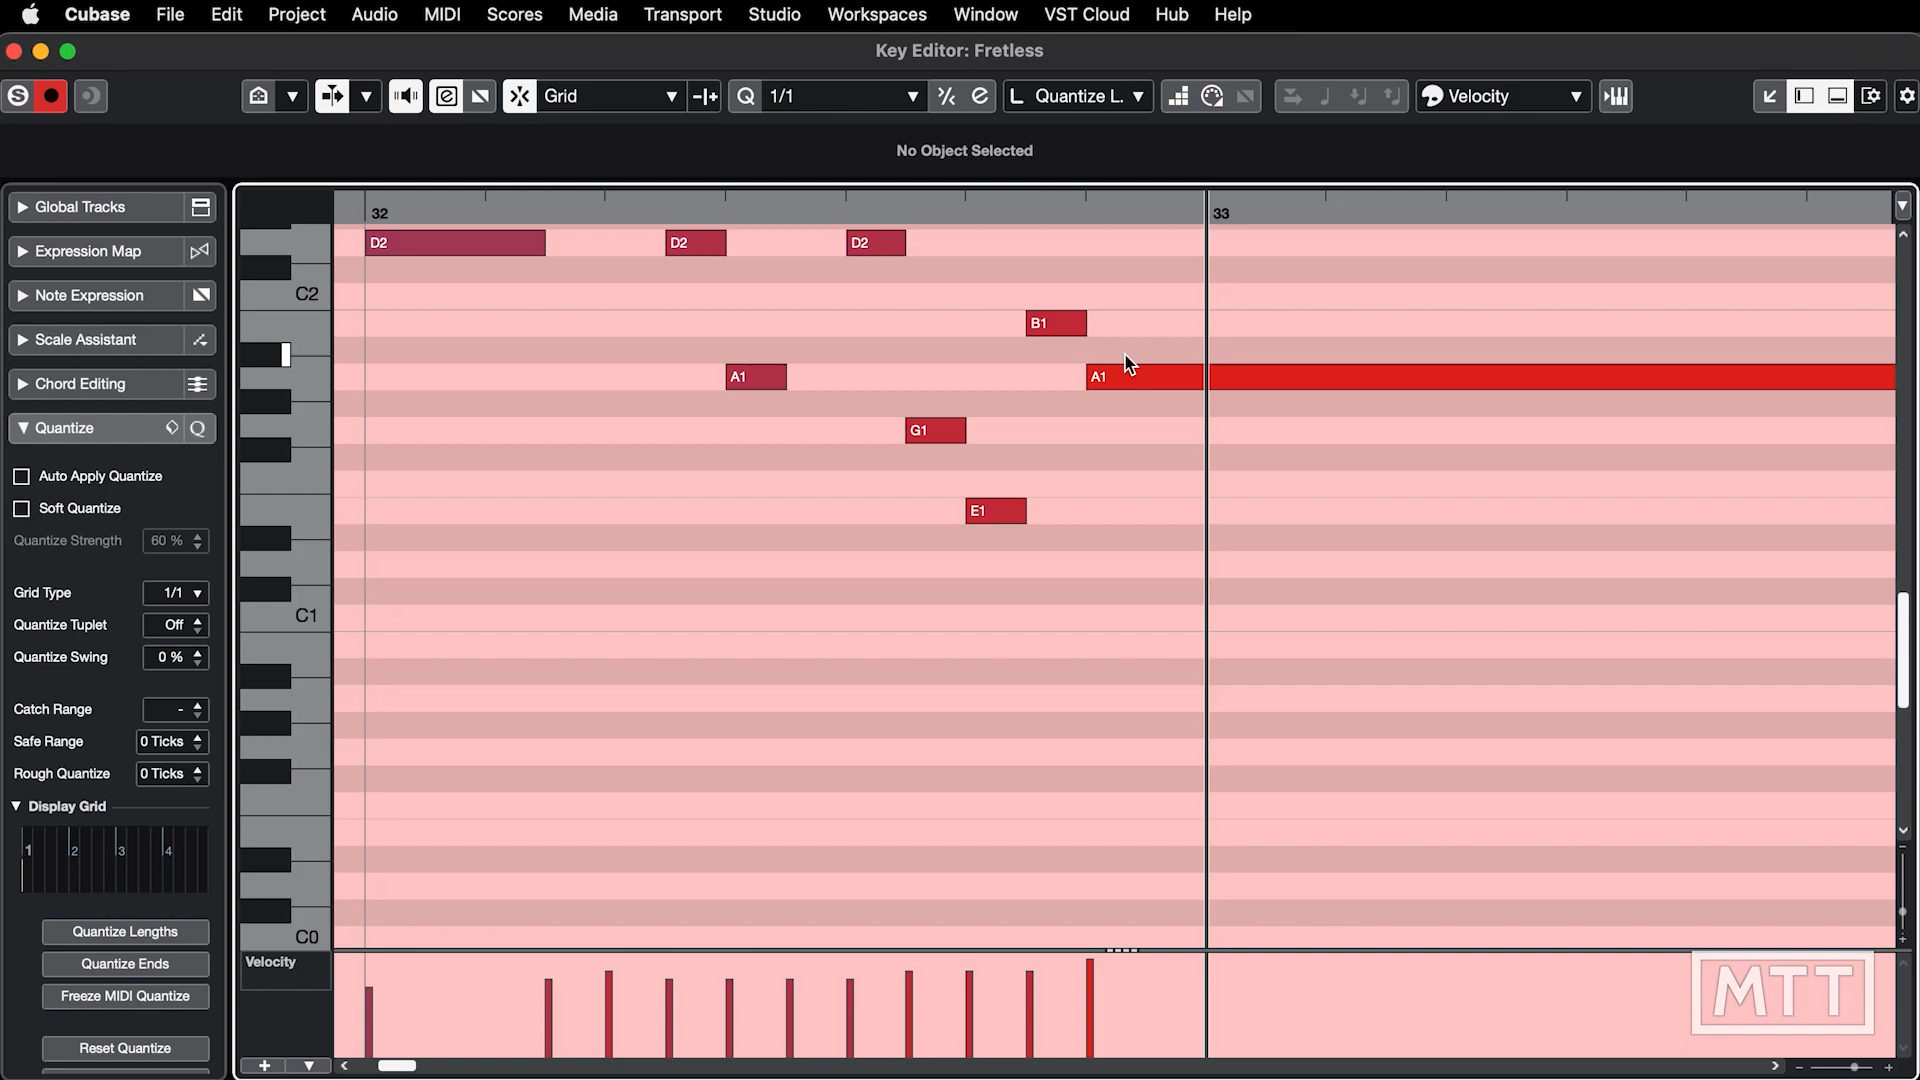 Cubase File Edit Project Audio MIDI Scores Media Transport Studio Workspaces Window VST Cloud Hub Help
Key Editor: Fretless
S Grid Q 1/1 L Quantize L. Velocity
No Object Selected
Global Tracks
Expression Map
Note Expression
Scale Assistant
Chord Editing
Quantize Q
Auto Apply Quantize
Soft Quantize
Quantize Strength 60 %
Grid Type 1/1
Quantize Tuplet Off
Quantize Swing 0 %
Catch Range -
Safe Range 0 Ticks
Rough Quantize 0 Ticks
Display Grid
1 2 3 4
Quantize Lengths
Quantize Ends
Freeze MIDI Quantize
Reset Quantize
32 33
D2 D2 D2
C2
B1
A1 A1
G1
E1
C1
C0
Velocity
MTT